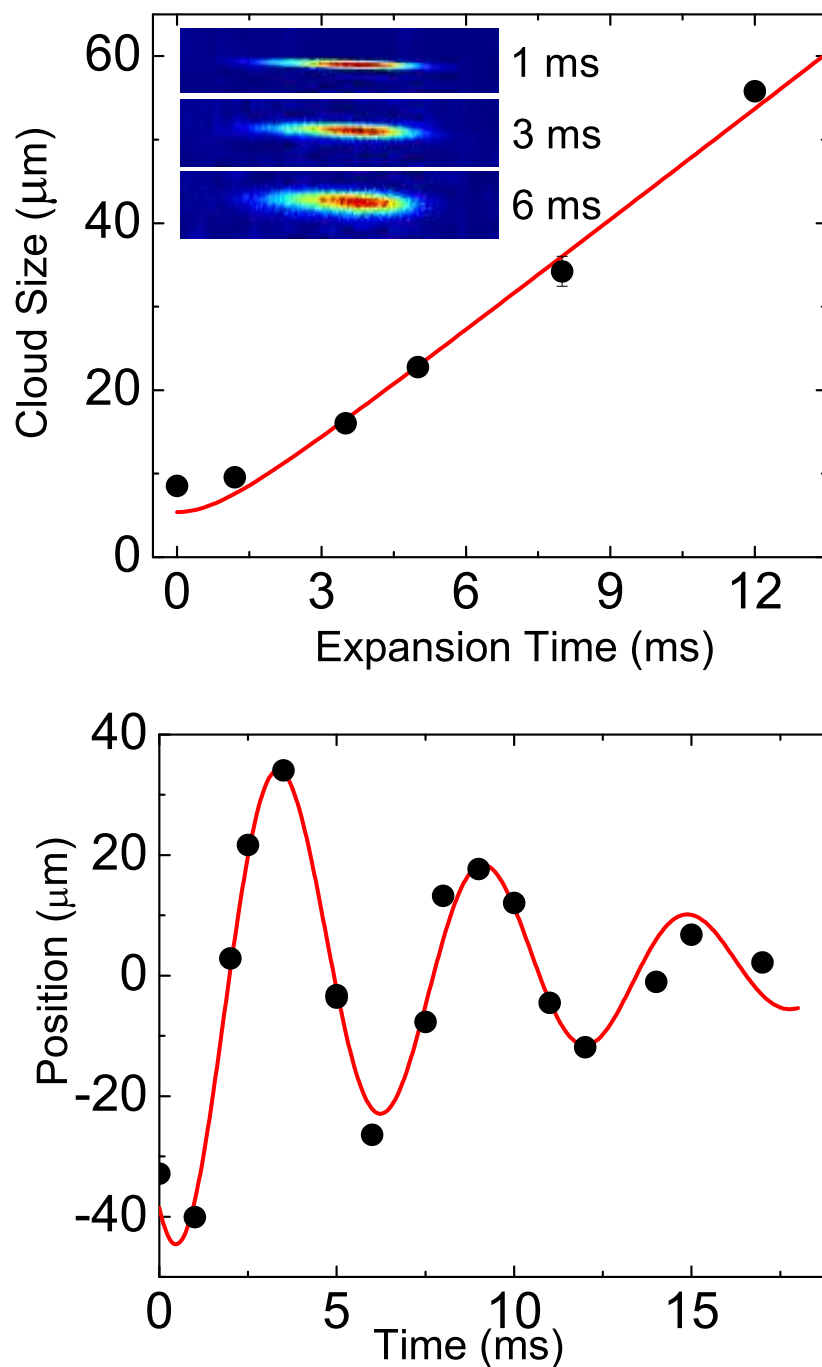 60
1 ms
3 ms
40
6 ms
20
0
Cloud Size (μm)
0 3 6 9 12
Expansion Time (ms)
40
20
0
-20
-40
Position (μm)
0 5 10 15
Time (ms)